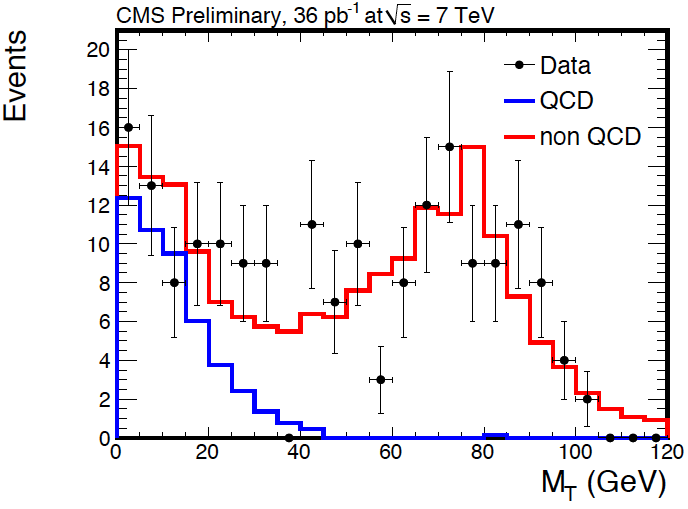 CMS Preliminary, 36 pb⁻¹ at √s = 7 TeV
Events
20
18
16
14
12
10
8
6
4
2
0
Data
QCD
non QCD
0 20 40 60 80 100 120
M_T (GeV)